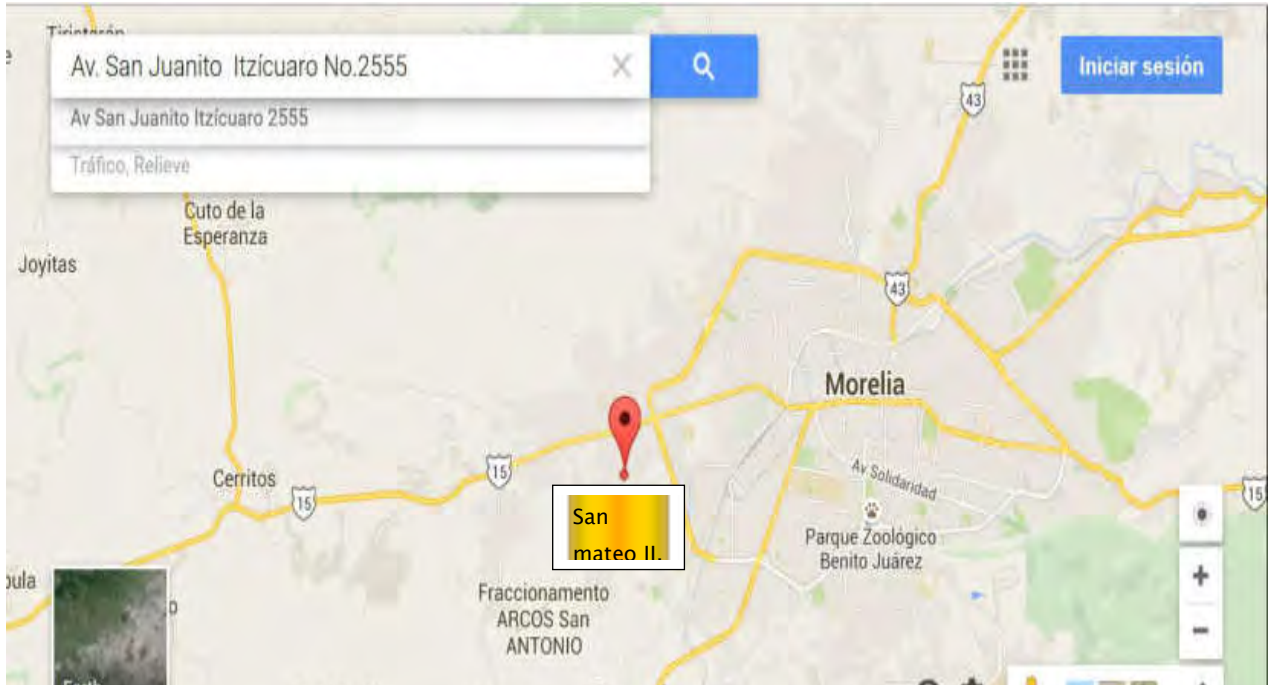 Tiristarán
Av. San Juanito Itzícuaro No.2555
Iniciar sesión
43
Av San Juanito Itzícuaro 2555
Tráfico, Relieve
Cuto de la
Esperanza
Joyitas
43
Morelia
15
Cerritos
15
Av Solidaridad
15
San
mateo II.
Parque Zoológico
Benito Juárez
+
Fraccionamento
ARCOS San
ANTONIO
−